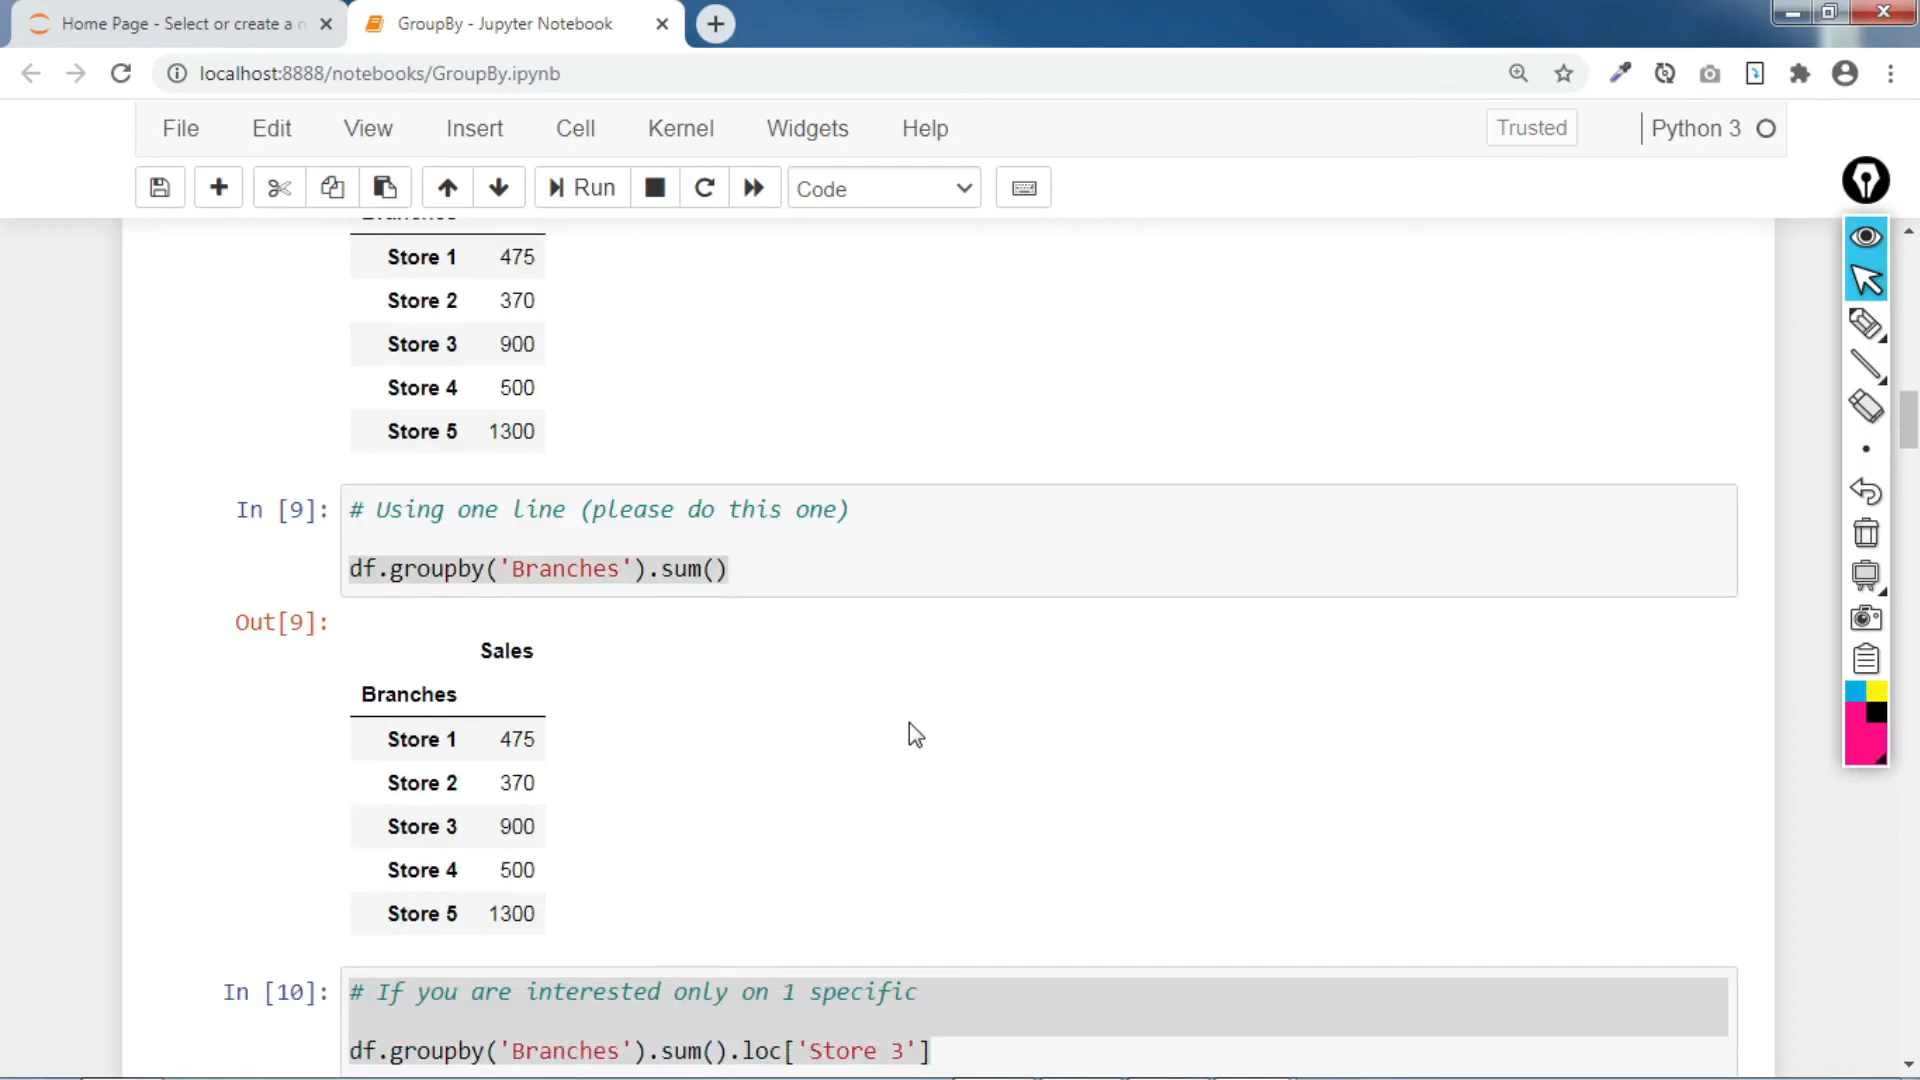 Home Page - Select or create a n
GroupBy - Jupyter Notebook
localhost:8888/notebooks/GroupBy.ipynb
File Edit View Insert Cell Kernel Widgets Help Trusted Python 3
Run Code
Branches
Store 1 475
Store 2 370
Store 3 900
Store 4 500
Store 5 1300
In [9]: # Using one line (please do this one)
df.groupby('Branches').sum()
Out[9]:
Sales
Branches
Store 1 475
Store 2 370
Store 3 900
Store 4 500
Store 5 1300
In [10]: # If you are interested only on 1 specific
df.groupby('Branches').sum().loc['Store 3']